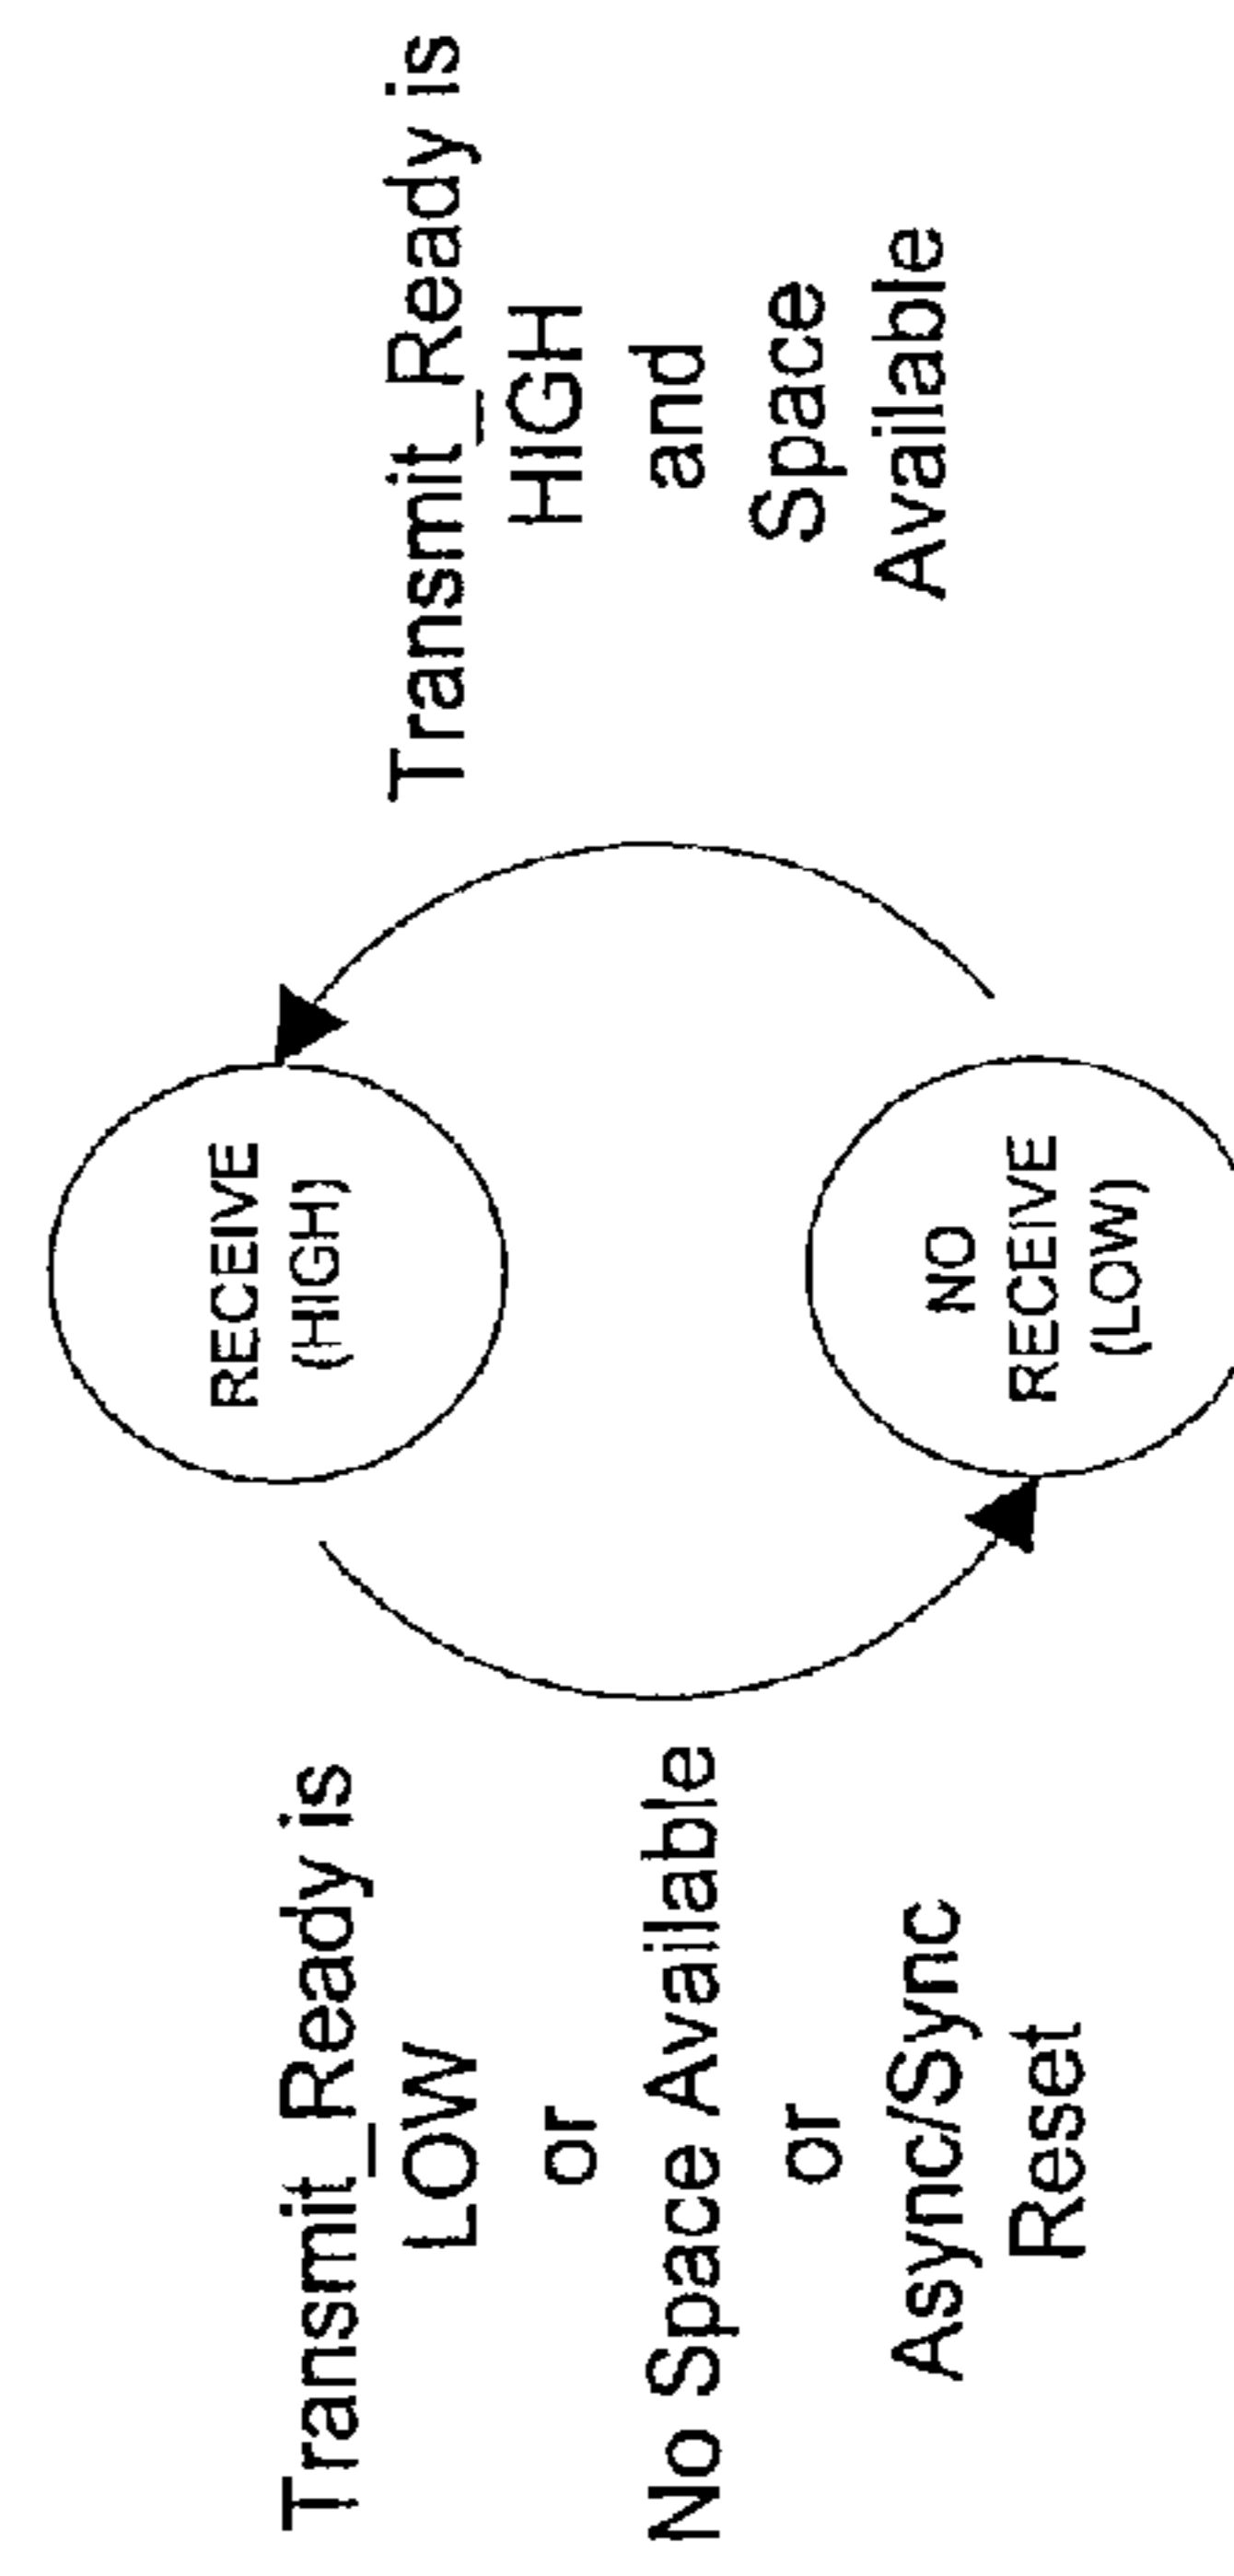 Transmit_Ready is
LOW
or
No Space Available
or
Async/Sync
Reset
RECEIVE
(HIGH)
NO
RECEIVE
(LOW)
Transmit_Ready is
HIGH
and
Space
Available